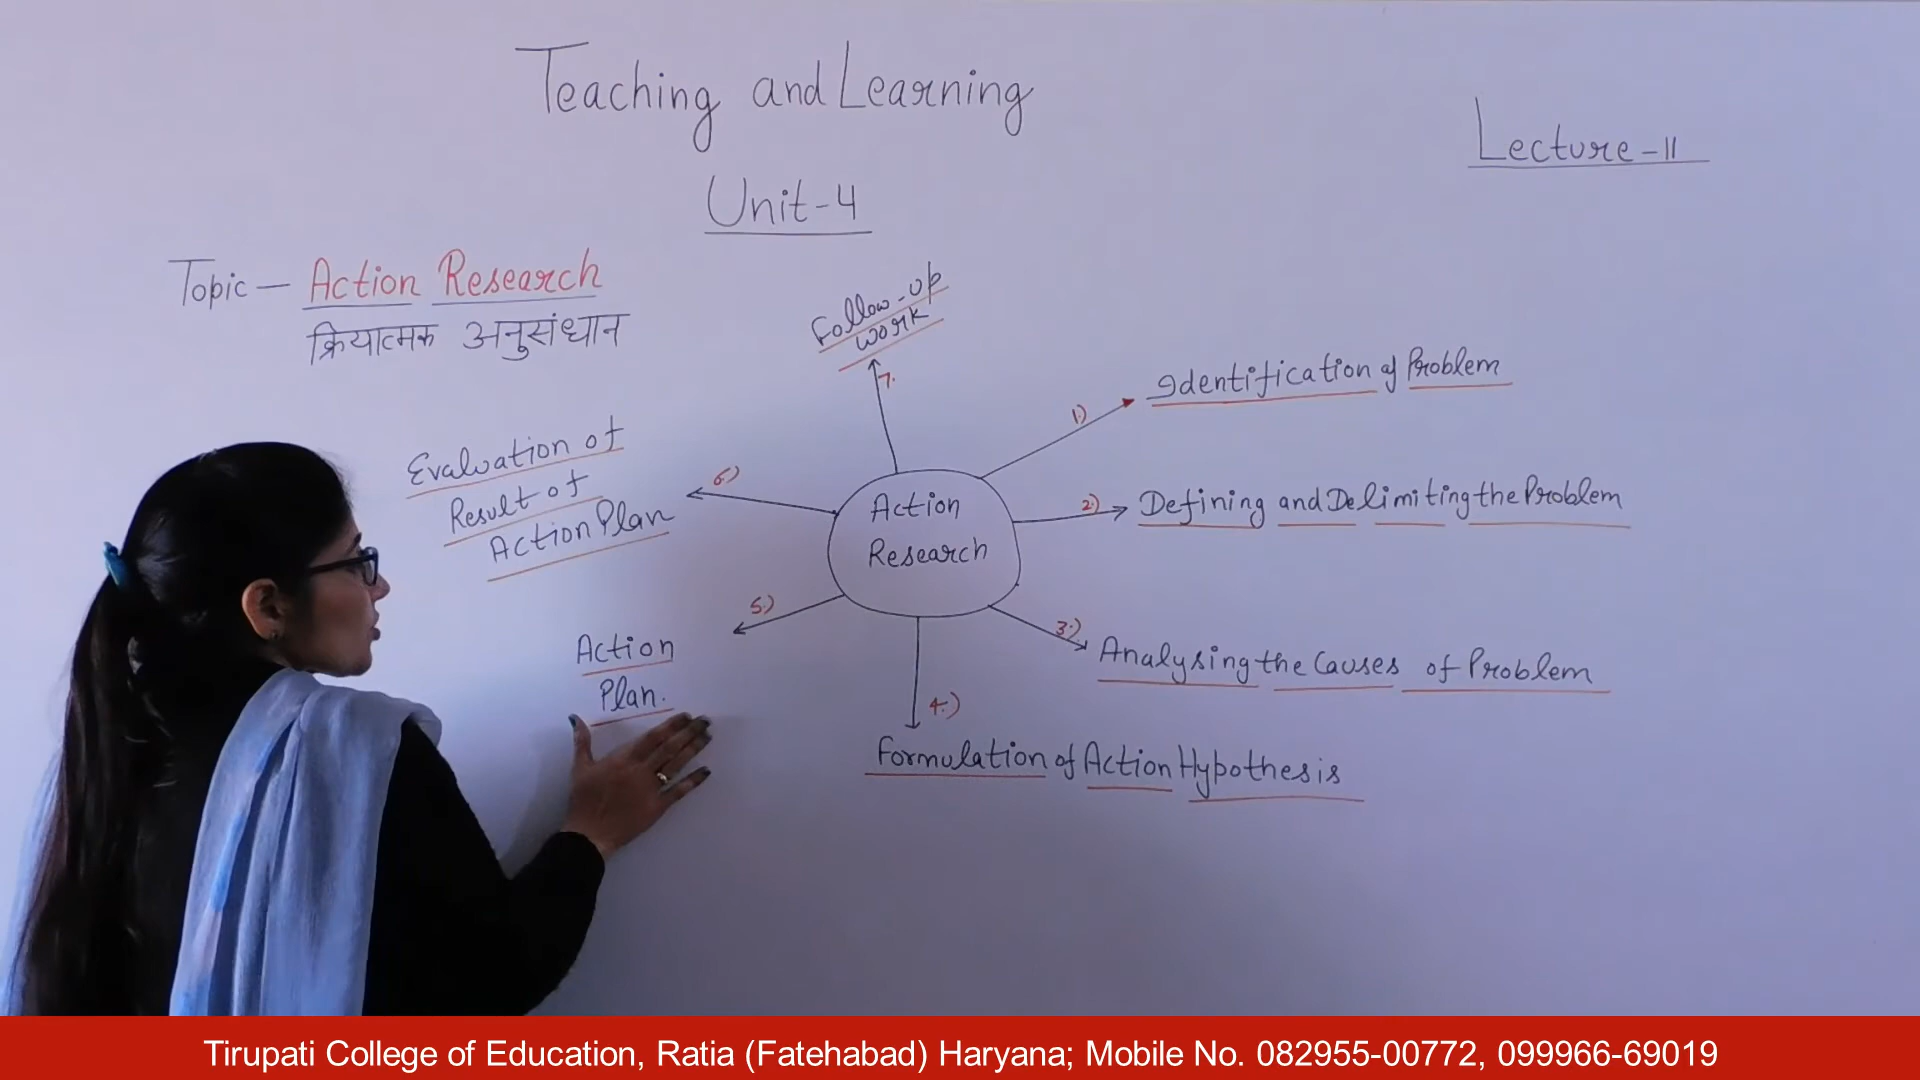 Teaching and Learning
Lecture-11
Unit-4
Topic- Action Research
क्रियात्मक अनुसंधान
Follow-up
work
7.
1.) Identification of Problem
2.) Defining and Delimiting the Problem
3.) Analysing the Causes of Problem
4.)
Formulation of Action Hypothesis
5.)
Action
Plan.
6.)
Evaluation of
Result of
Action Plan
Action
Research
Tirupati College of Education, Ratia (Fatehabad) Haryana; Mobile No. 082955-00772, 099966-69019